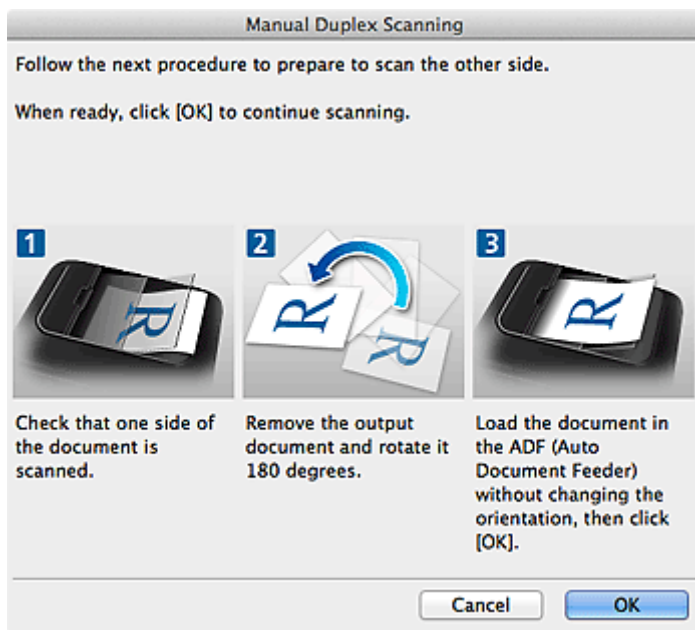 Manual Duplex Scanning
Follow the next procedure to prepare to scan the other side.
When ready, click [OK] to continue scanning.
1
R
Check that one side of
the document is
scanned.
2
R
R
Remove the output
document and rotate it
180 degrees.
3
R
Load the document in
the ADF (Auto
Document Feeder)
without changing the
orientation, then click
[OK].
Cancel
OK